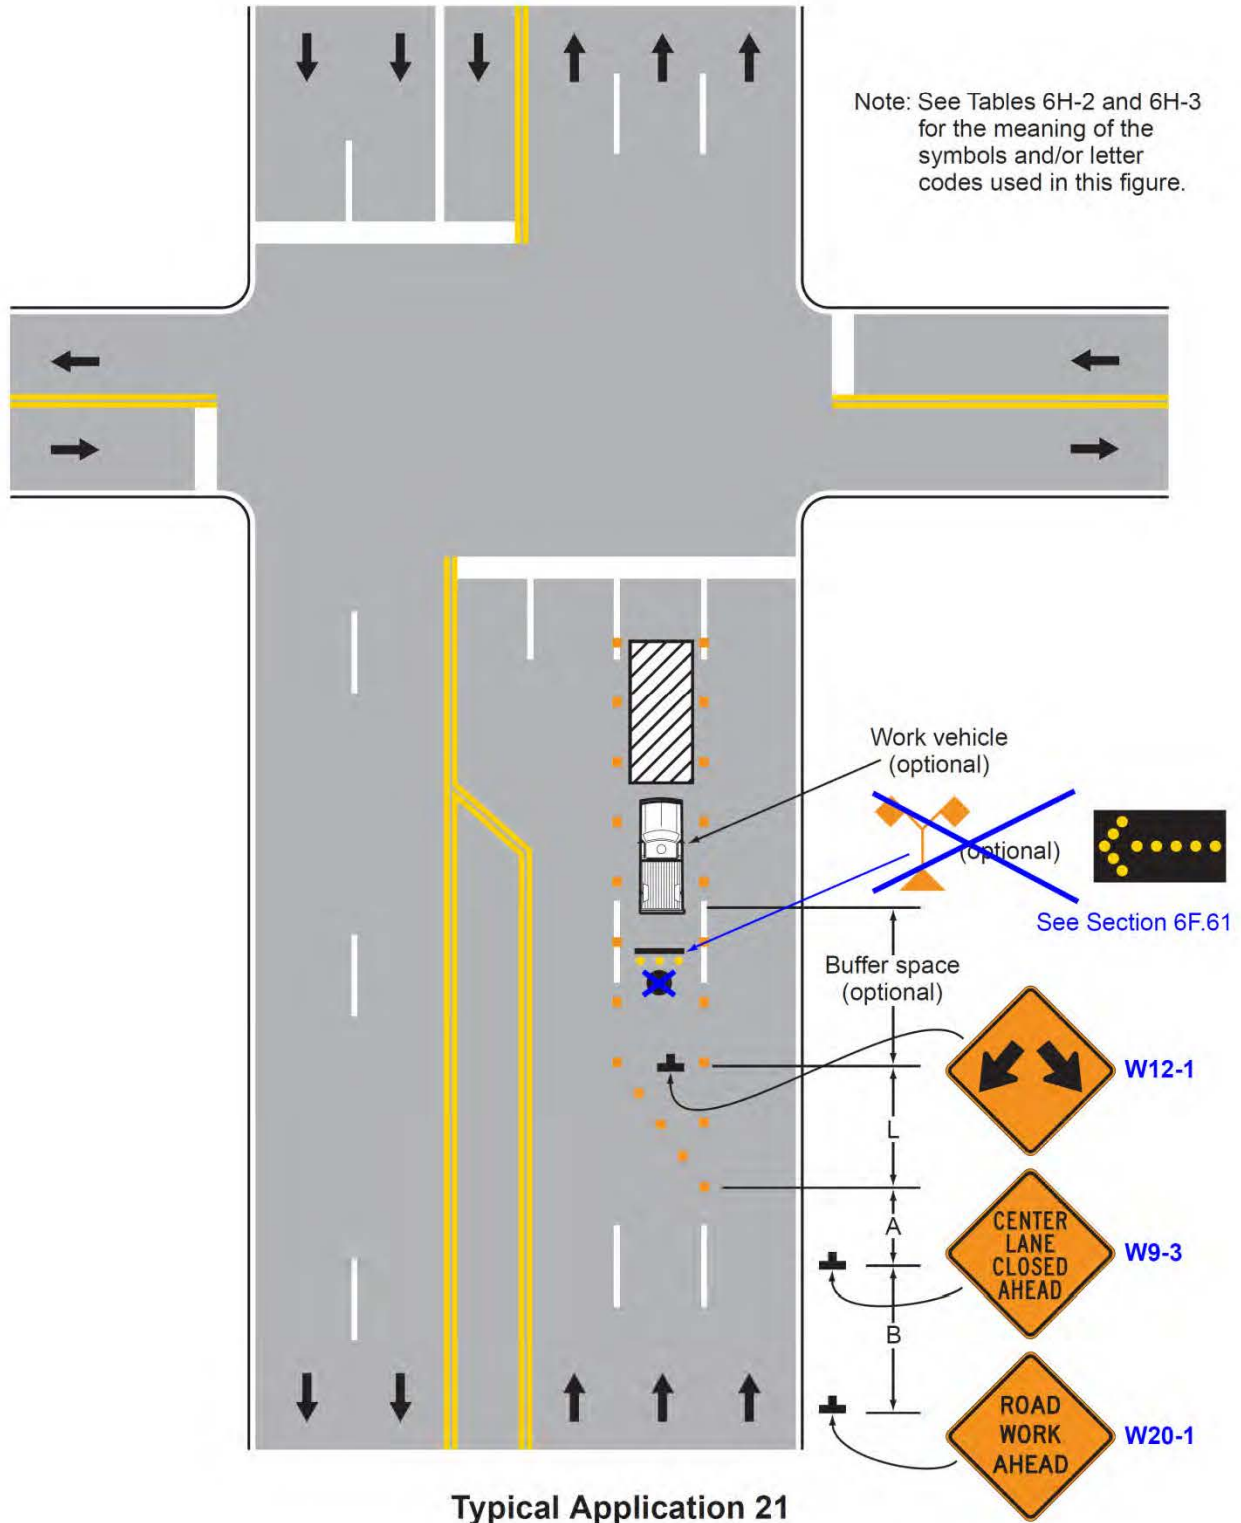 Note: See Tables 6H-2 and 6H-3
for the meaning of the
symbols and/or letter
codes used in this figure.
Work vehicle
(optional)
(optional)
See Section 6F.61
Buffer space
(optional)
W12-1
L
A
CENTER
LANE
CLOSED
AHEAD
W9-3
B
ROAD
WORK
AHEAD
W20-1
Typical Application 21